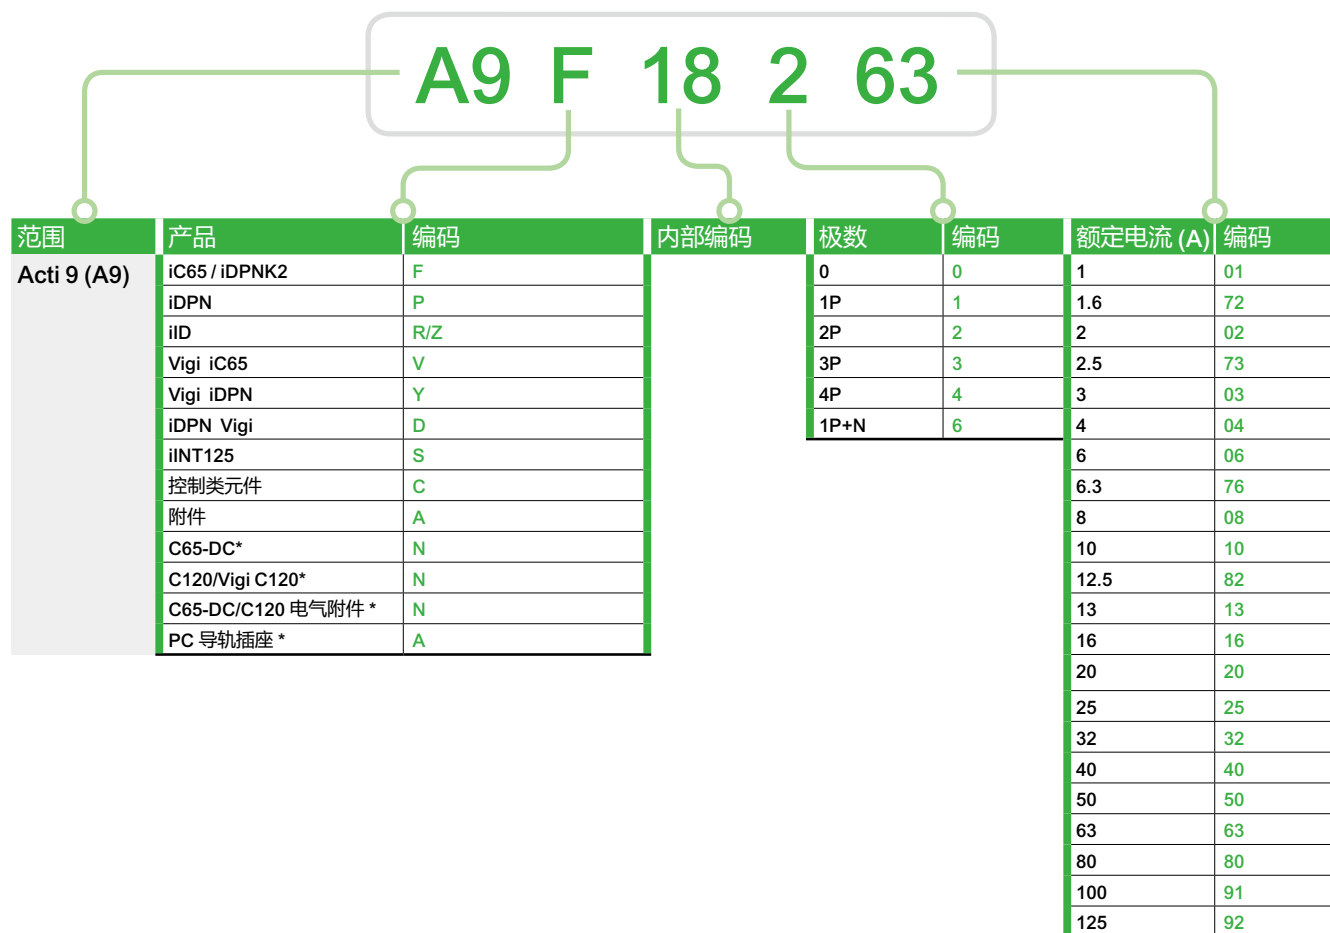 A9 F 18 2 63
范围 产品 编码 内部编码 极数 编码 额定电流 (A) 编码
Acti 9 (A9) iC65 / iDPNK2 F 0 0 1 01
iDPN P 1P 1 1.6 72
iID R/Z 2P 2 2 02
Vigi iC65 V 3P 3 2.5 73
Vigi iDPN Y 4P 4 3 03
iDPN Vigi D 1P+N 6 4 04
iINT125 S 6 06
控制类元件 C 6.3 76
附件 A 8 08
C65-DC* N 10 10
C120/Vigi C120* N 12.5 82
C65-DC/C120 电气附件 * N 13 13
PC 导轨插座 * A 16 16
20 20
25 25
32 32
40 40
50 50
63 63
80 80
100 91
125 92